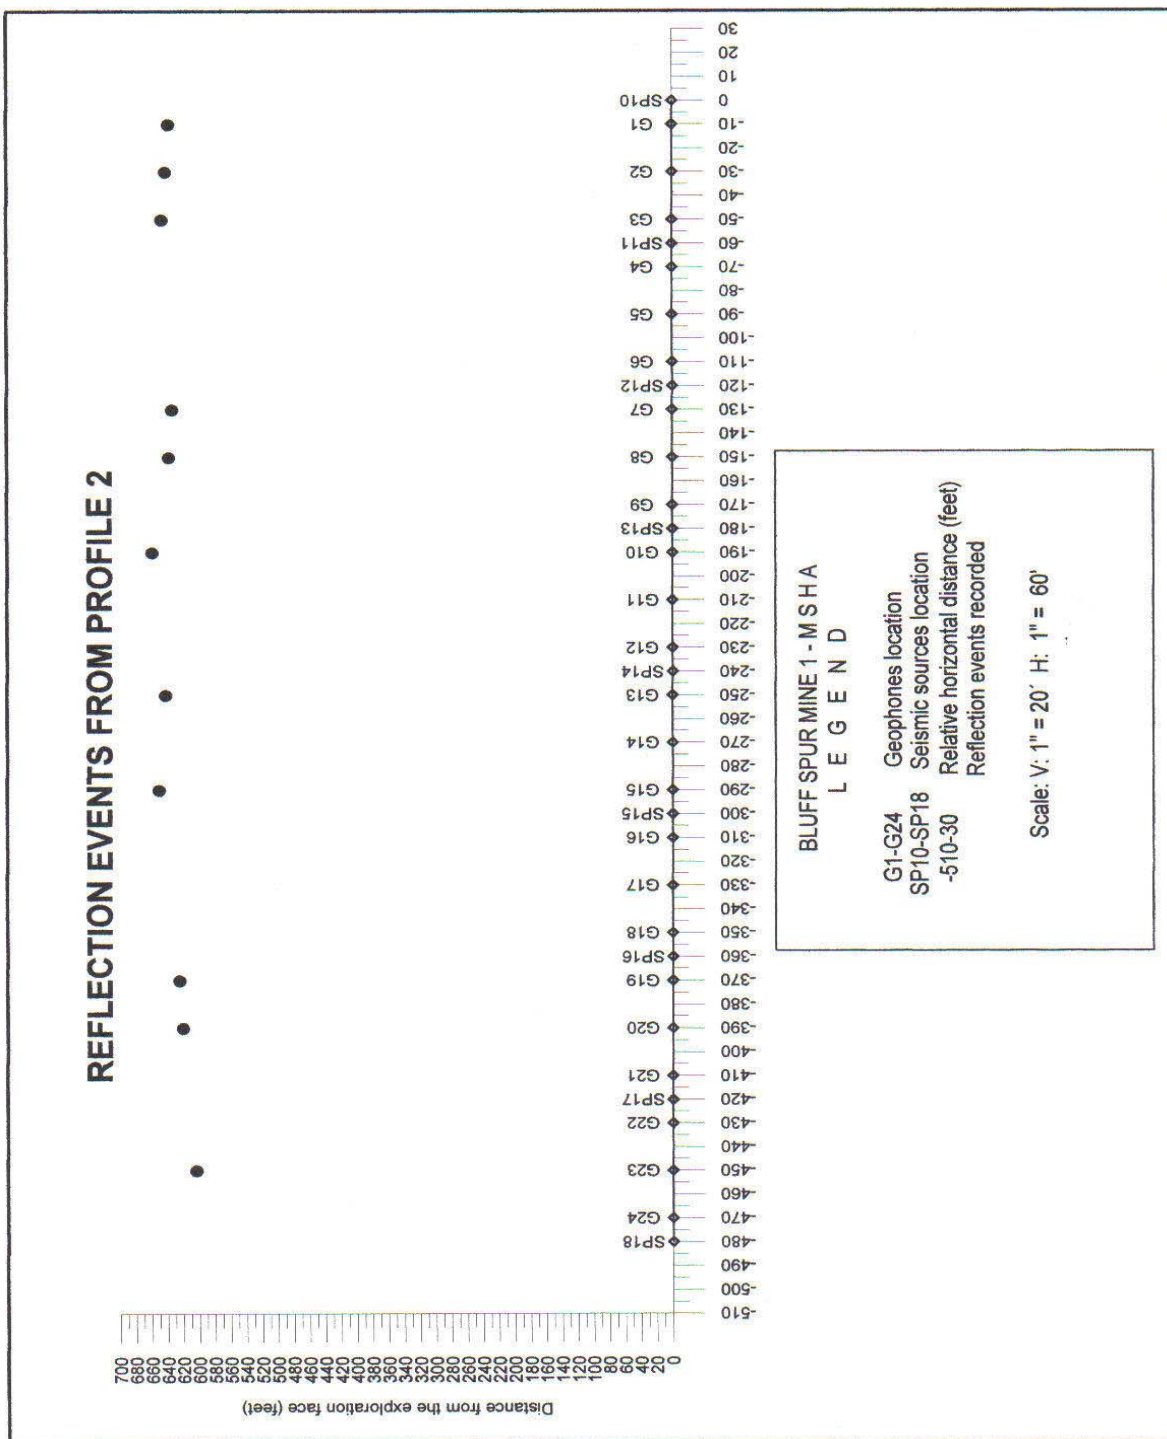 REFLECTION EVENTS FROM PROFILE 2
Distance from the exploration face (feet)
700
660
640
600
580
560
540
520
500
480
460
440
420
400
380
360
340
320
300
280
260
240
220
200
180
160
140
120
100
80
60
40
20
0
SP18
G24
G23
G22
SP17
G21
G20
G19
SP16
G18
G17
G16
SP15
G15
G14
G13
SP14
G12
G11
G10
SP13
G9
G8
G7
SP12
G6
G5
G4
SP11
G3
G2
G1
SP10
-510
-500
-490
-480
-470
-460
-450
-440
-430
-420
-410
-400
-390
-380
-370
-360
-350
-340
-330
-320
-310
-300
-290
-280
-270
-260
-250
-240
-230
-220
-210
-200
-190
-180
-170
-160
-150
-140
-130
-120
-110
-100
-90
-80
-70
-60
-50
-40
-30
-20
-10
0
10
20
30
BLUFF SPUR MINE 1 - M S H A
L E G E N D
G1-G24 Geophones location
SP10-SP18 Seismic sources location
-510-30 Relative horizontal distance (feet)
Reflection events recorded
Scale: V: 1" = 20' H: 1" = 60'